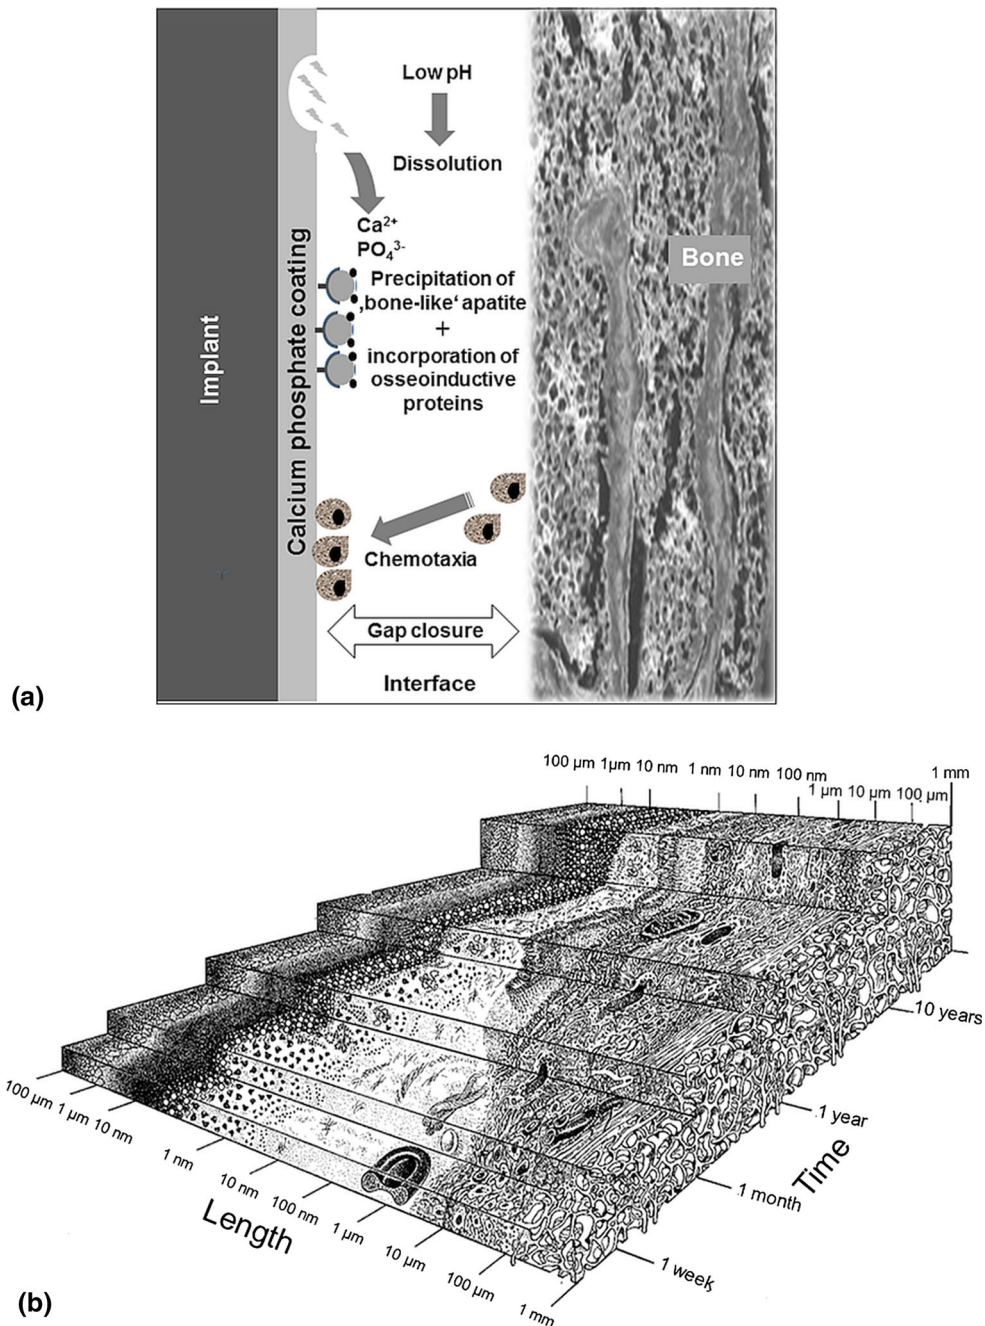 Low pH
Dissolution
Ca2+
PO43-
Precipitation of
‚bone-like‘ apatite
+
incorporation of
osseoinductive
proteins
Implant
Calcium phosphate coating
Bone
Chemotaxia
Gap closure
Interface
(a)
100 µm 1µm 10 nm 1 nm 10 nm 100 nm 1 µm 10 µm 100 µm 1 mm
10 years
1 year
1 month
1 week
Time
100 µm 1 µm 10 nm 1 nm 10 nm 100 nm 1 µm 10 µm 100 µm 1 mm
Length
(b)